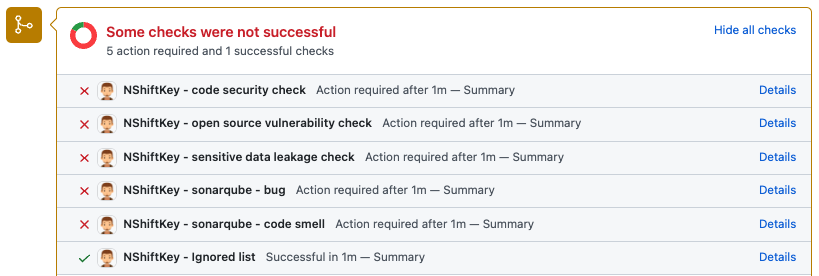 Some checks were not successful
Hide all checks
5 action required and 1 successful checks
NShiftKey - code security check Action required after 1m — Summary Details
NShiftKey - open source vulnerability check Action required after 1m — Summary Details
NShiftKey - sensitive data leakage check Action required after 1m — Summary Details
NShiftKey - sonarqube - bug Action required after 1m — Summary Details
NShiftKey - sonarqube - code smell Action required after 1m — Summary Details
NShiftKey - Ignored list Successful in 1m — Summary Details